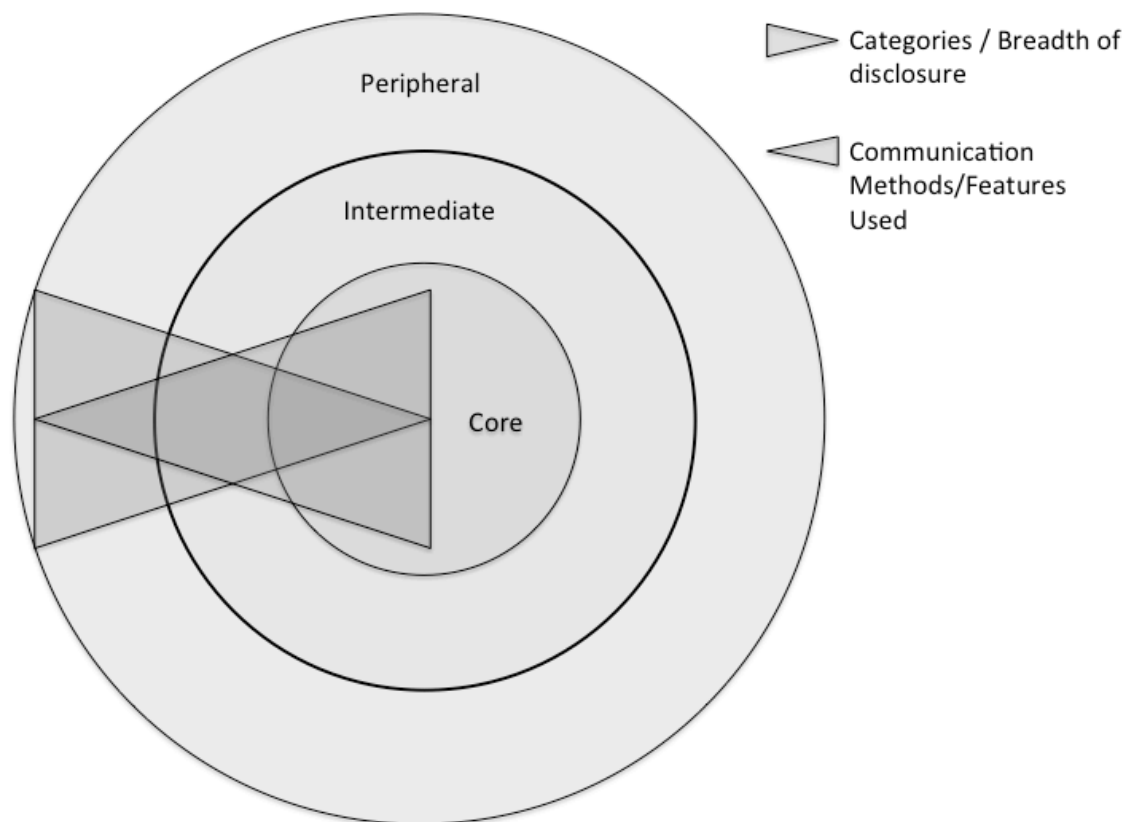 Peripheral
Intermediate
Core
Categories / Breadth of
disclosure
Communication
Methods/Features
Used